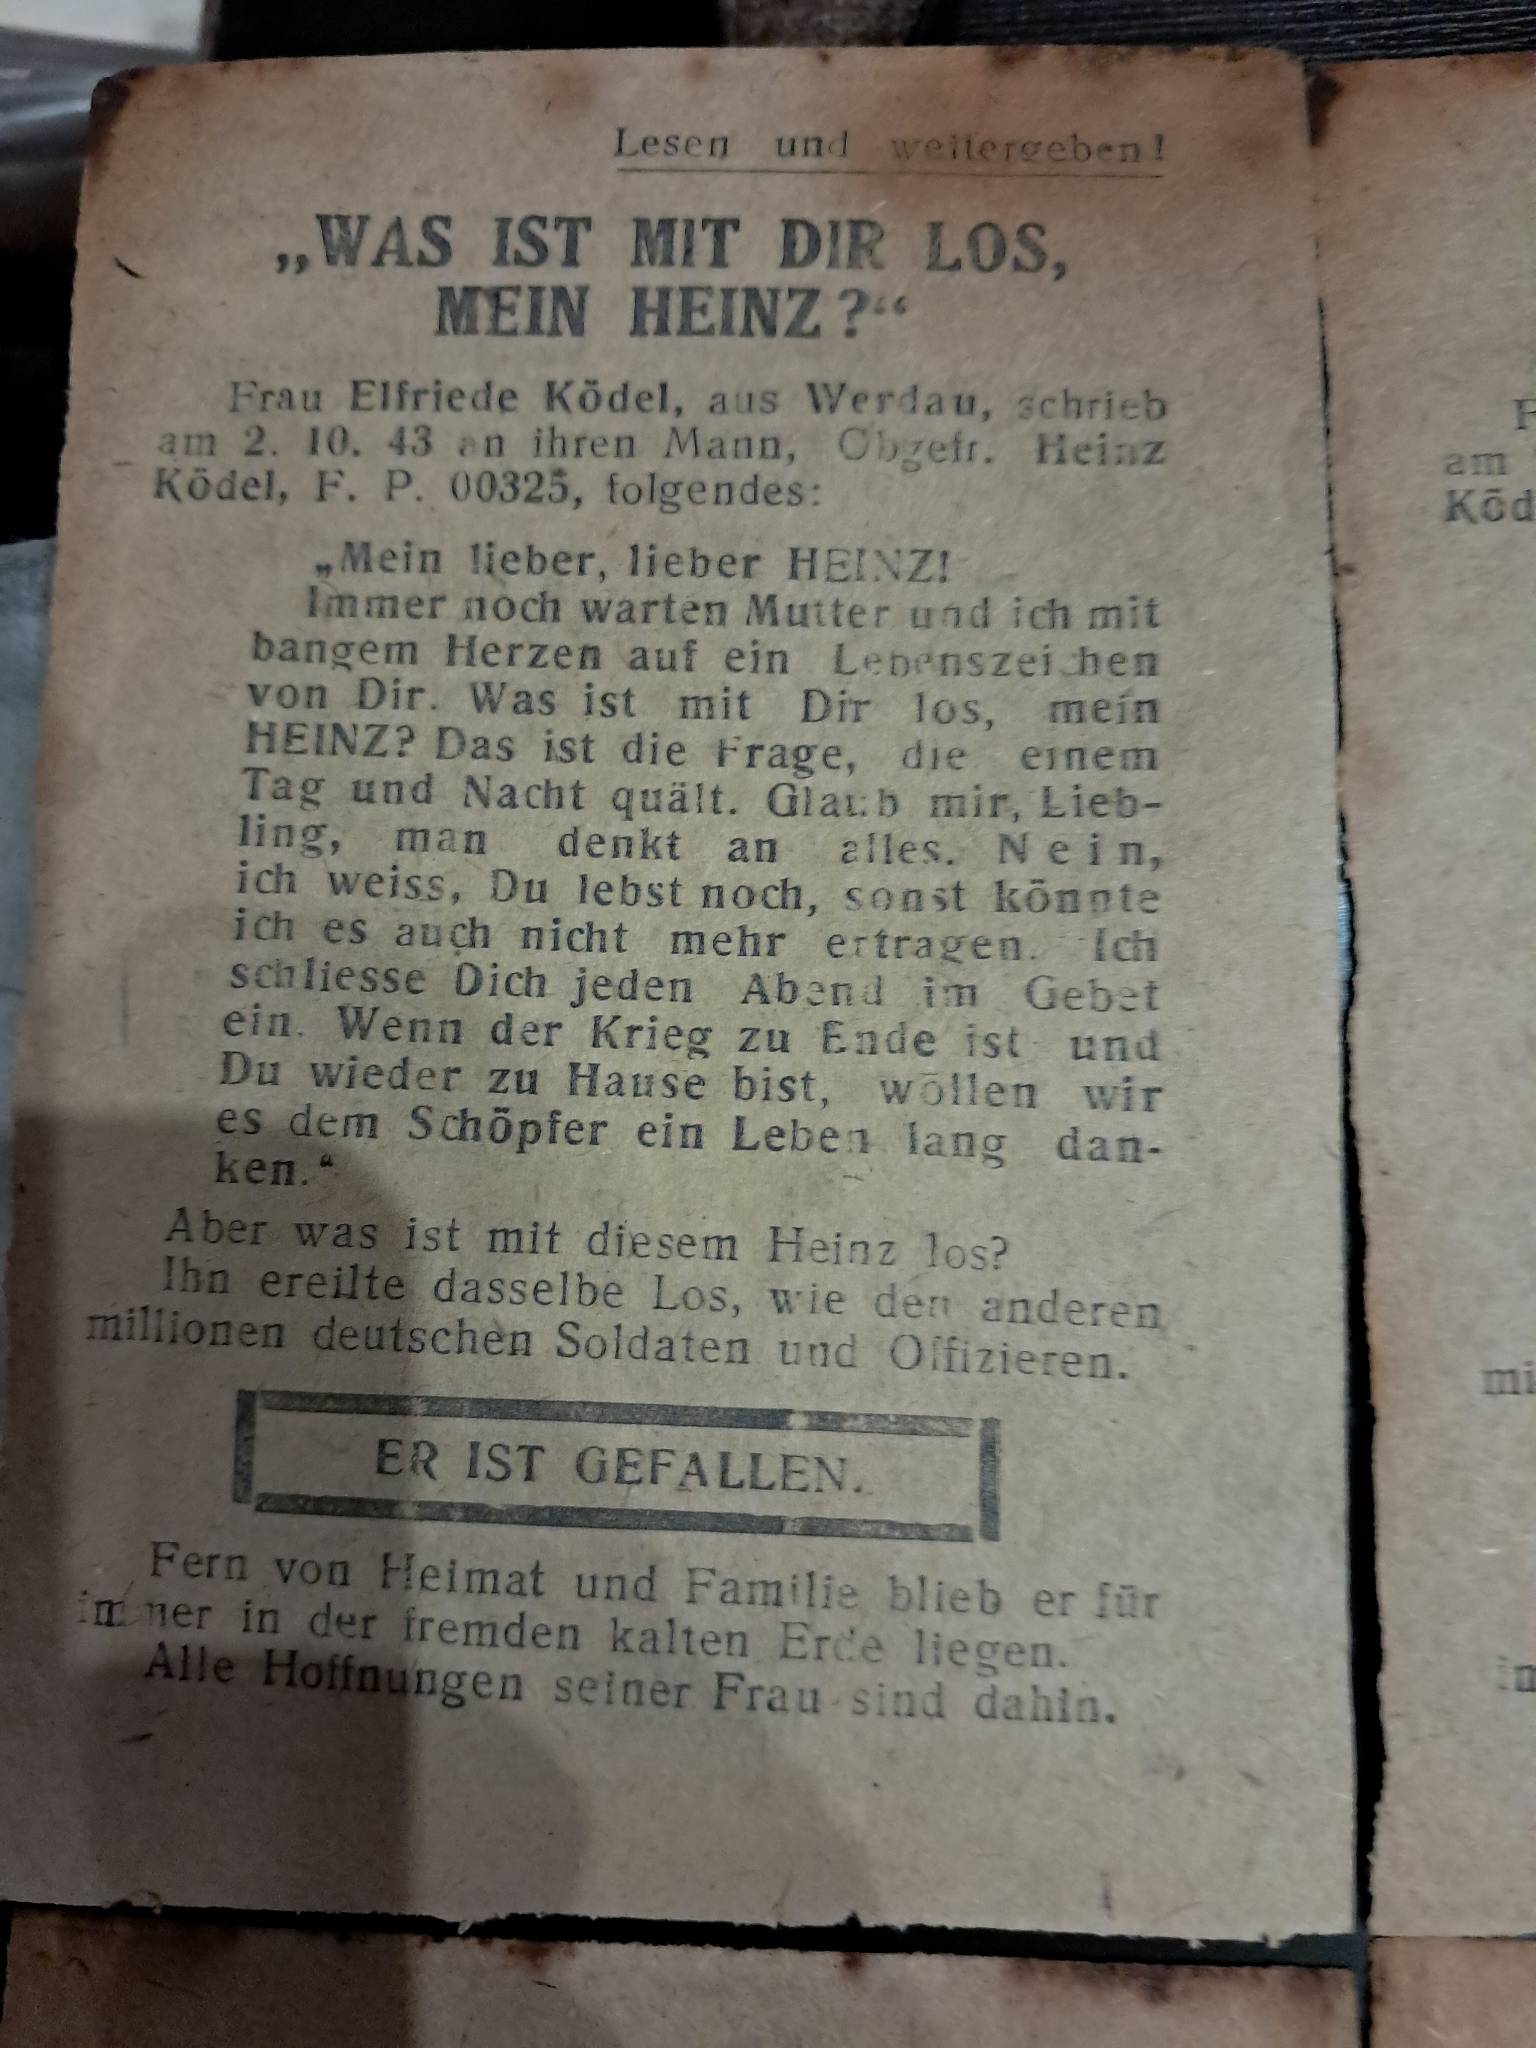 Lesen und weitergeben!
„WAS IST MIT DIR LOS,
MEIN HEINZ?“
Frau Elfriede Ködel, aus Werdau, schrieb
am 2. 10. 43 an ihren Mann, Obgefr. Heinz
Ködel, F. P. 00325, folgendes:
„Mein lieber, lieber HEINZ!
Immer noch warten Mutter und ich mit
bangem Herzen auf ein Lebenszeichen
von Dir. Was ist mit Dir los, mein
HEINZ? Das ist die Frage, die einem
Tag und Nacht quält. Glaub mir, Lieb-
ling, man denkt an alles. Nein,
ich weiss, Du lebst noch, sonst könnte
ich es auch nicht mehr ertragen. Ich
schliesse Dich jeden Abend im Gebet
ein. Wenn der Krieg zu Ende ist und
Du wieder zu Hause bist, wollen wir
es dem Schöpfer ein Leben lang dan-
ken.“
Aber was ist mit diesem Heinz los?
Ihn ereilte dasselbe Los, wie den anderen
millionen deutschen Soldaten und Offizieren.
ER IST GEFALLEN.
Fern von Heimat und Familie blieb er für
immer in der fremden kalten Erde liegen.
Alle Hoffnungen seiner Frau sind dahin.
am
Köd
mi